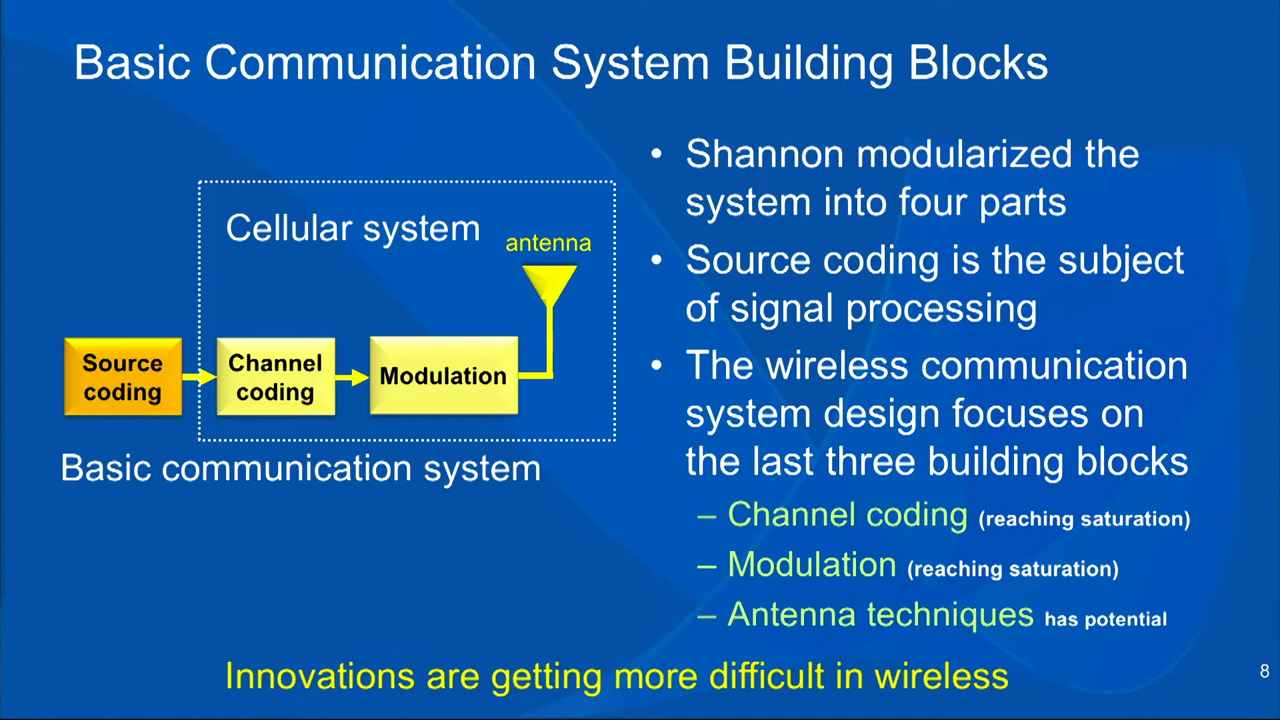 Basic Communication System Building Blocks
Cellular system
antenna
Source
coding
Channel
coding
Modulation
Basic communication system
• Shannon modularized the
system into four parts
• Source coding is the subject
of signal processing
• The wireless communication
system design focuses on
the last three building blocks
– Channel coding (reaching saturation)
– Modulation (reaching saturation)
– Antenna techniques has potential
Innovations are getting more difficult in wireless
8